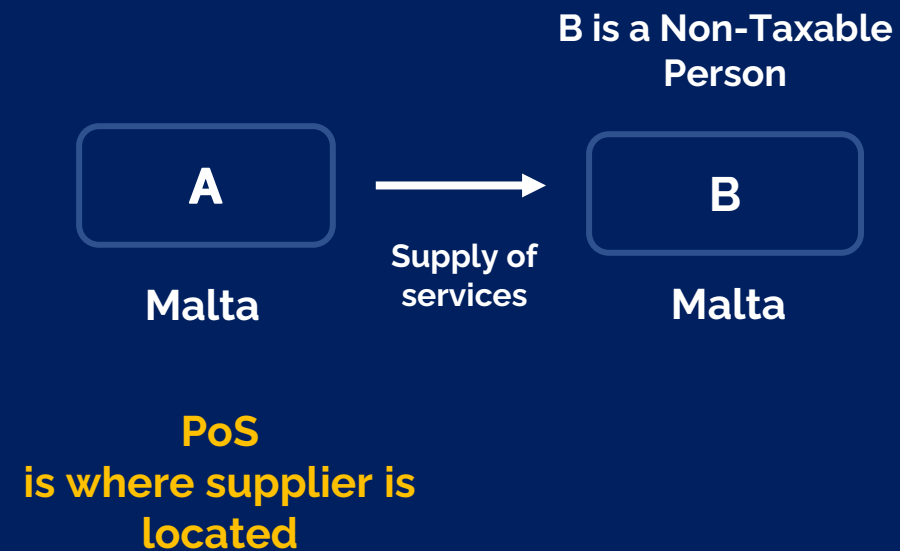 B is a Non-Taxable
Person
A
B
Supply of
services
Malta
Malta
PoS
is where supplier is
located